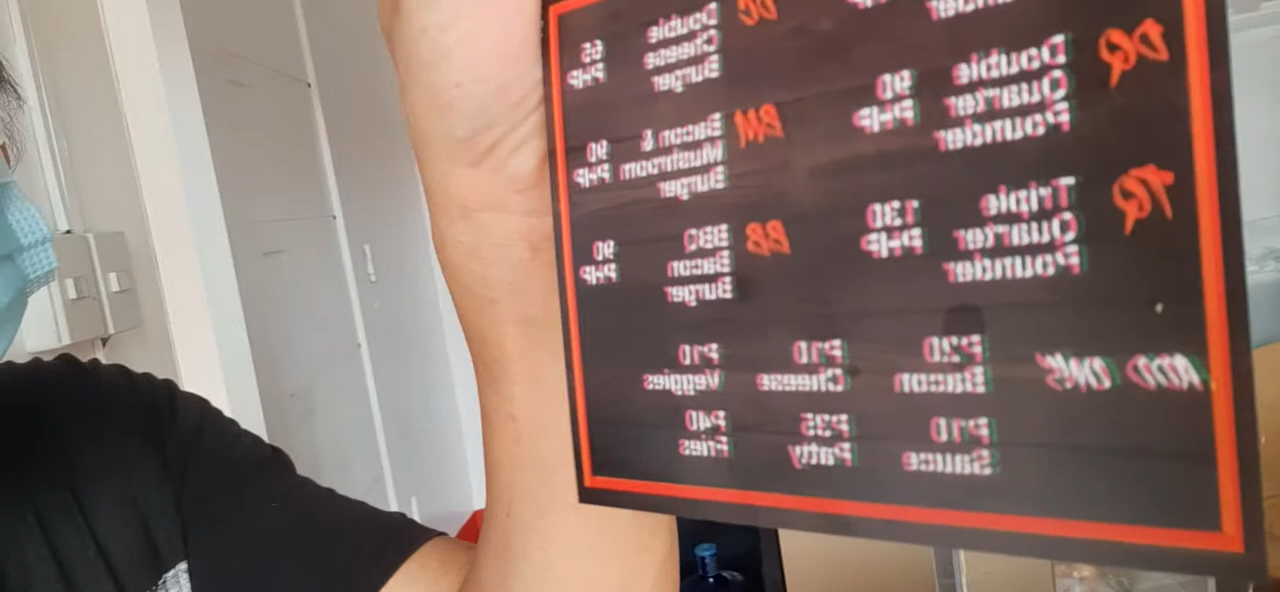 DQ
Double
Quarter
Pounder
90
PHP
TQ
Triple
Quarter
Pounder
130
PHP
DC
Double
Cheese
Burger
65
PHP
BM
Bacon &
Mushroom
Burger
90
PHP
BB
BBQ
Bacon
Burger
90
PHP
ADD ONS
P20
Bacon
P10
Cheese
P10
Veggies
P10
Sauce
P35
Patty
P40
Fries